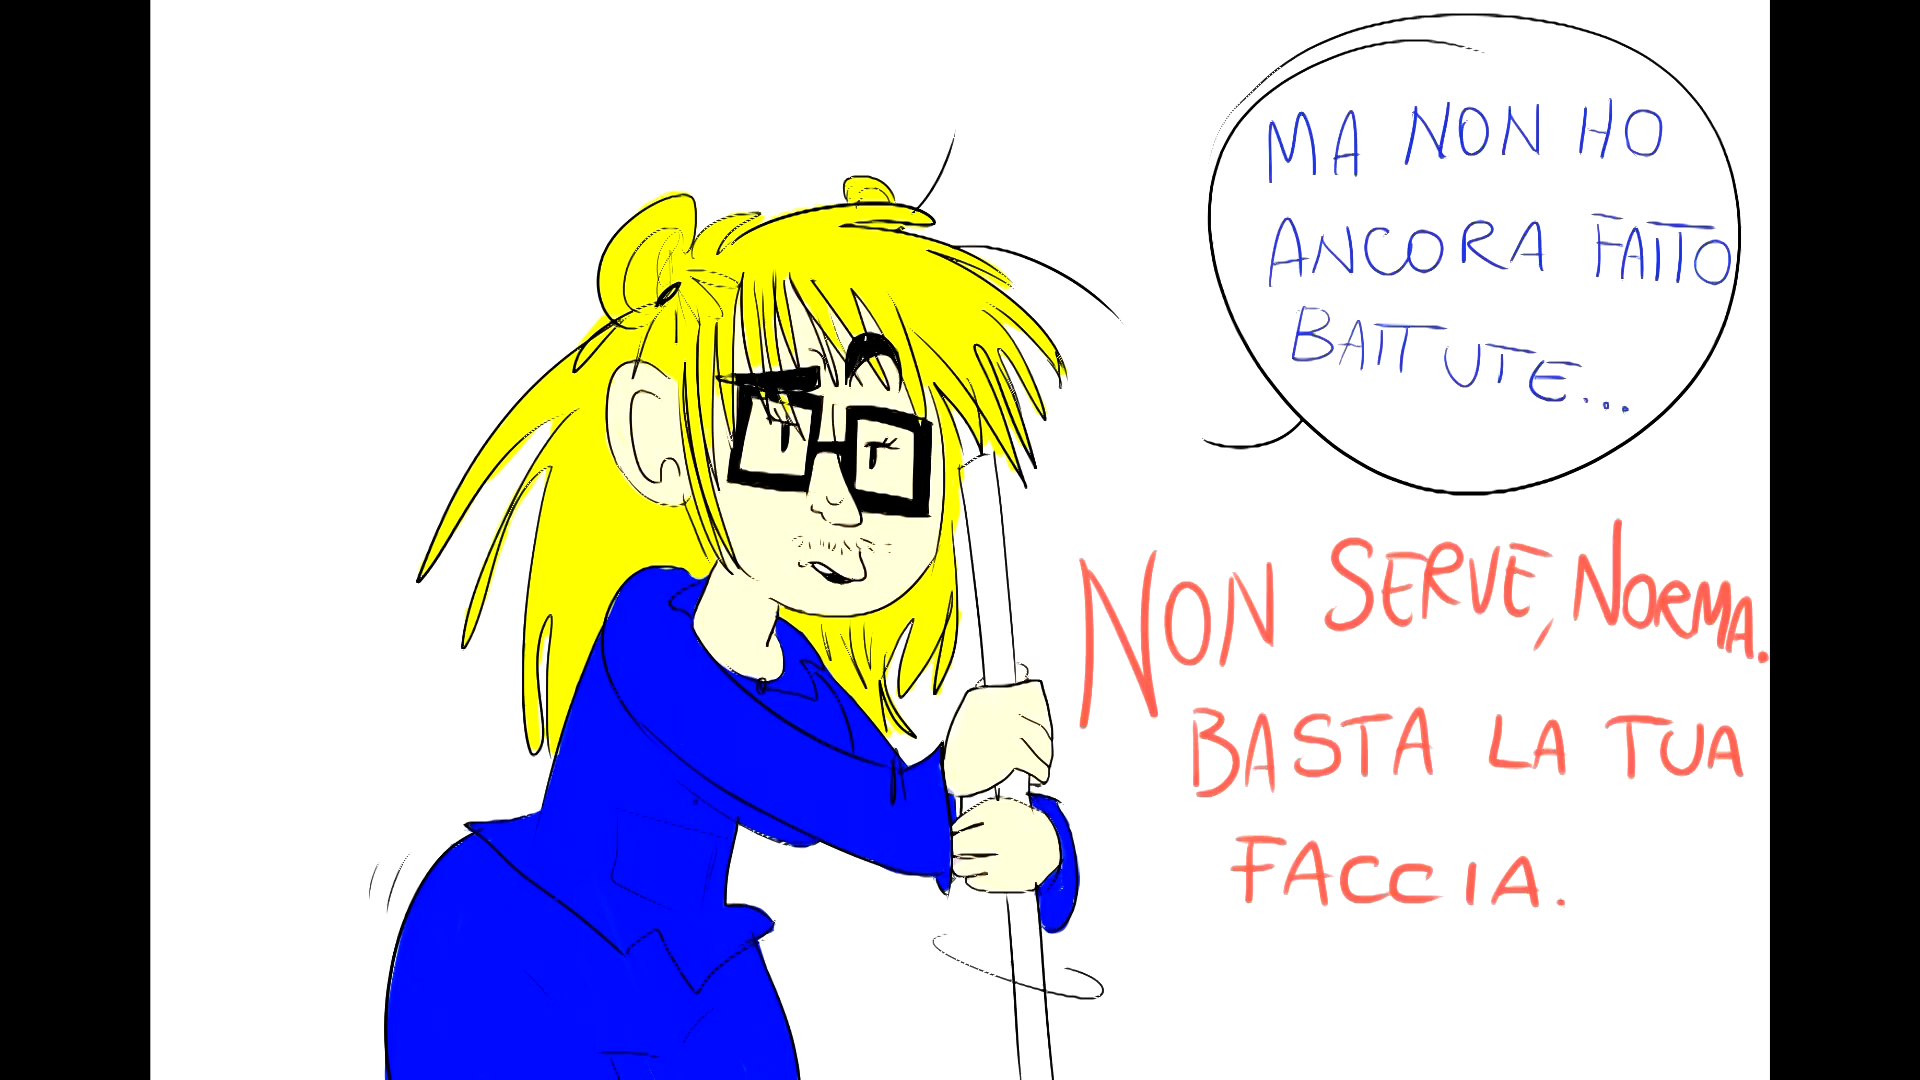 MA NON HO
ANCORA FATTO
BATTUTE...
NON SERVE, NORMA.
BASTA LA TUA
FACCIA.